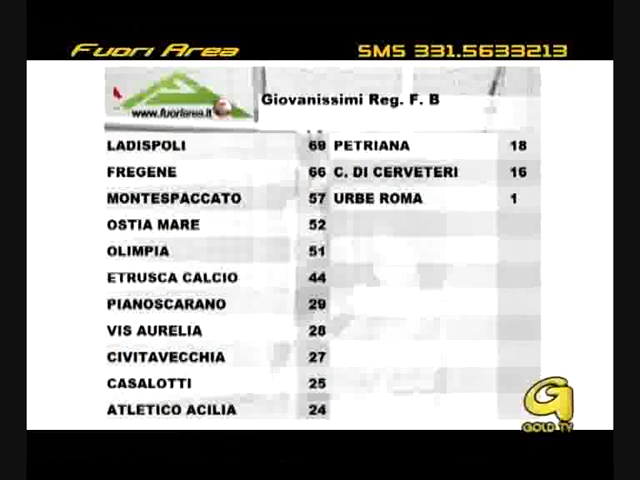 Fuori Area SMS 331.5633213
www.fuoriarea.it
Giovanissimi Reg. F. B
LADISPOLI 69
FREGENE 66
MONTESPACCATO 57
OSTIA MARE 52
OLIMPIA 51
ETRUSCA CALCIO 44
PIANOSCARANO 29
VIS AURELIA 28
CIVITAVECCHIA 27
CASALOTTI 25
ATLETICO ACILIA 24
PETRIANA 18
C. DI CERVETERI 16
URBE ROMA 1
GOLD TV